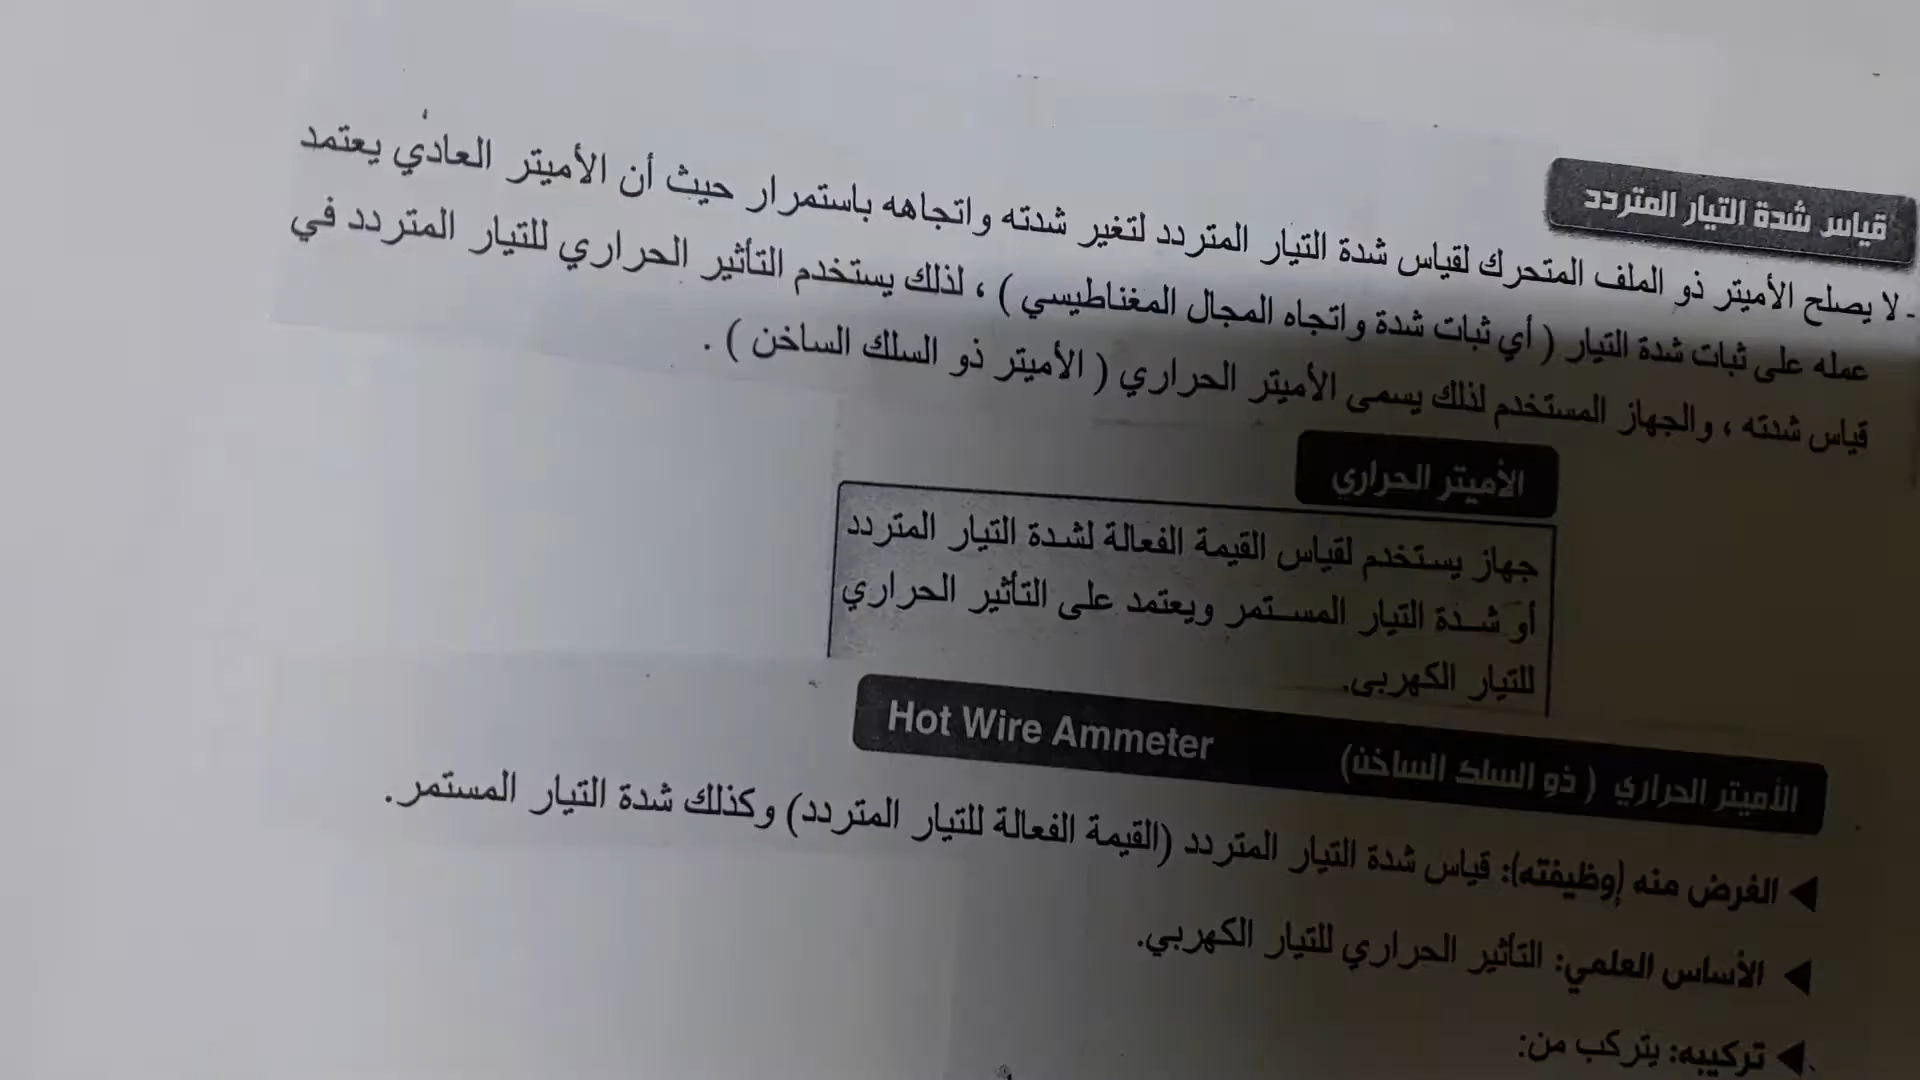 قياس شدة التيار المتردد
- لا يصلح الأميتر ذو الملف المتحرك لقياس شدة التيار المتردد لتغير شدته واتجاهه باستمرار حيث أن الأميتر العادي يعتمد
عمله على ثبات شدة التيار ( أي ثبات شدة واتجاه المجال المغناطيسي ) ، لذلك يستخدم التأثير الحراري للتيار المتردد في
قياس شدته ، والجهاز المستخدم لذلك يسمى الأميتر الحراري ( الأميتر ذو السلك الساخن ) .
الأميتر الحراري
جهاز يستخدم لقياس القيمة الفعالة لشدة التيار المتردد
أو شدة التيار المستمر ويعتمد على التأثير الحراري
للتيار الكهربى.
الأميتر الحراري ( ذو السلك الساخن) Hot Wire Ammeter
◀ الغرض منه (وظيفته): قياس شدة التيار المتردد (القيمة الفعالة للتيار المتردد) وكذلك شدة التيار المستمر.
◀ الأساس العلمي: التأثير الحراري للتيار الكهربي.
◀ تركيبه: يتركب من: